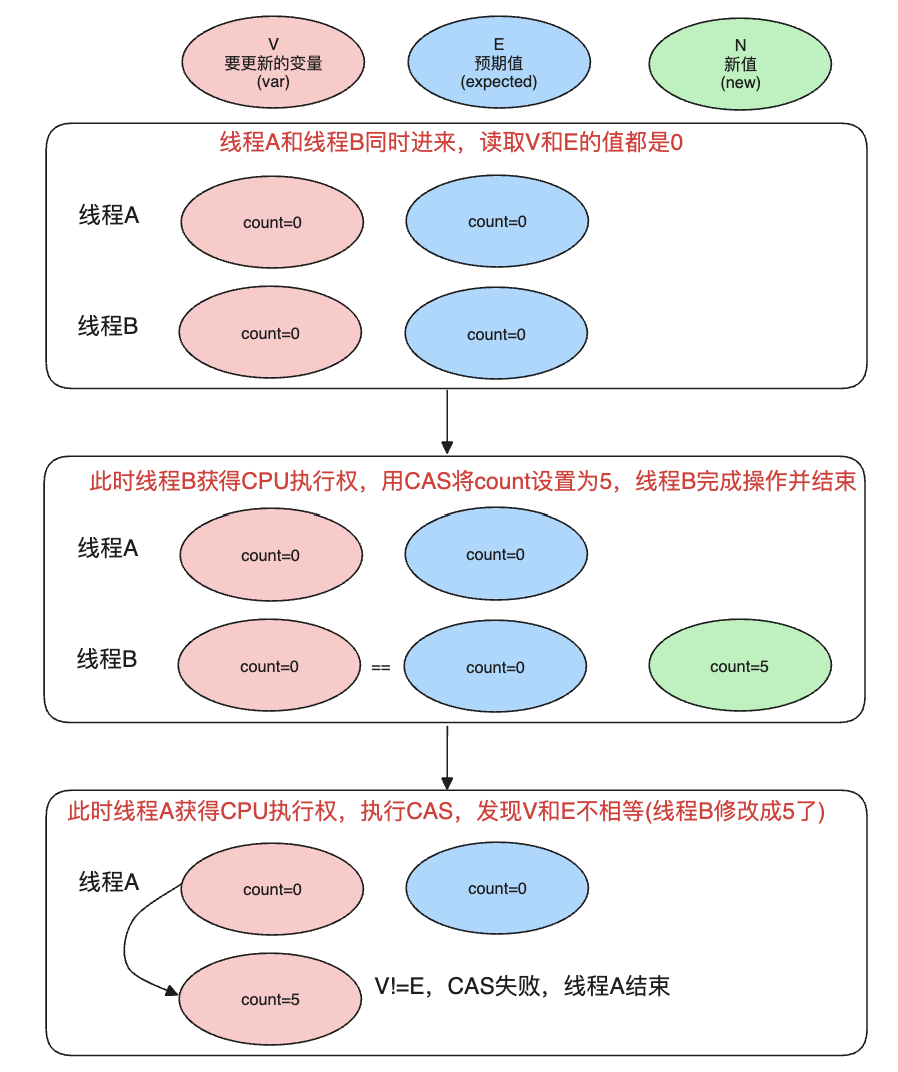 V
要更新的变量
(var)
E
预期值
(expected)
N
新值
(new)
线程A和线程B同时进来，读取V和E的值都是0
线程A
count=0
count=0
线程B
count=0
count=0
此时线程B获得CPU执行权，用CAS将count设置为5，线程B完成操作并结束
线程A
count=0
count=0
线程B
count=0
==
count=0
count=5
此时线程A获得CPU执行权，执行CAS，发现V和E不相等(线程B修改成5了)
线程A
count=0
count=0
count=5
V!=E，CAS失败，线程A结束